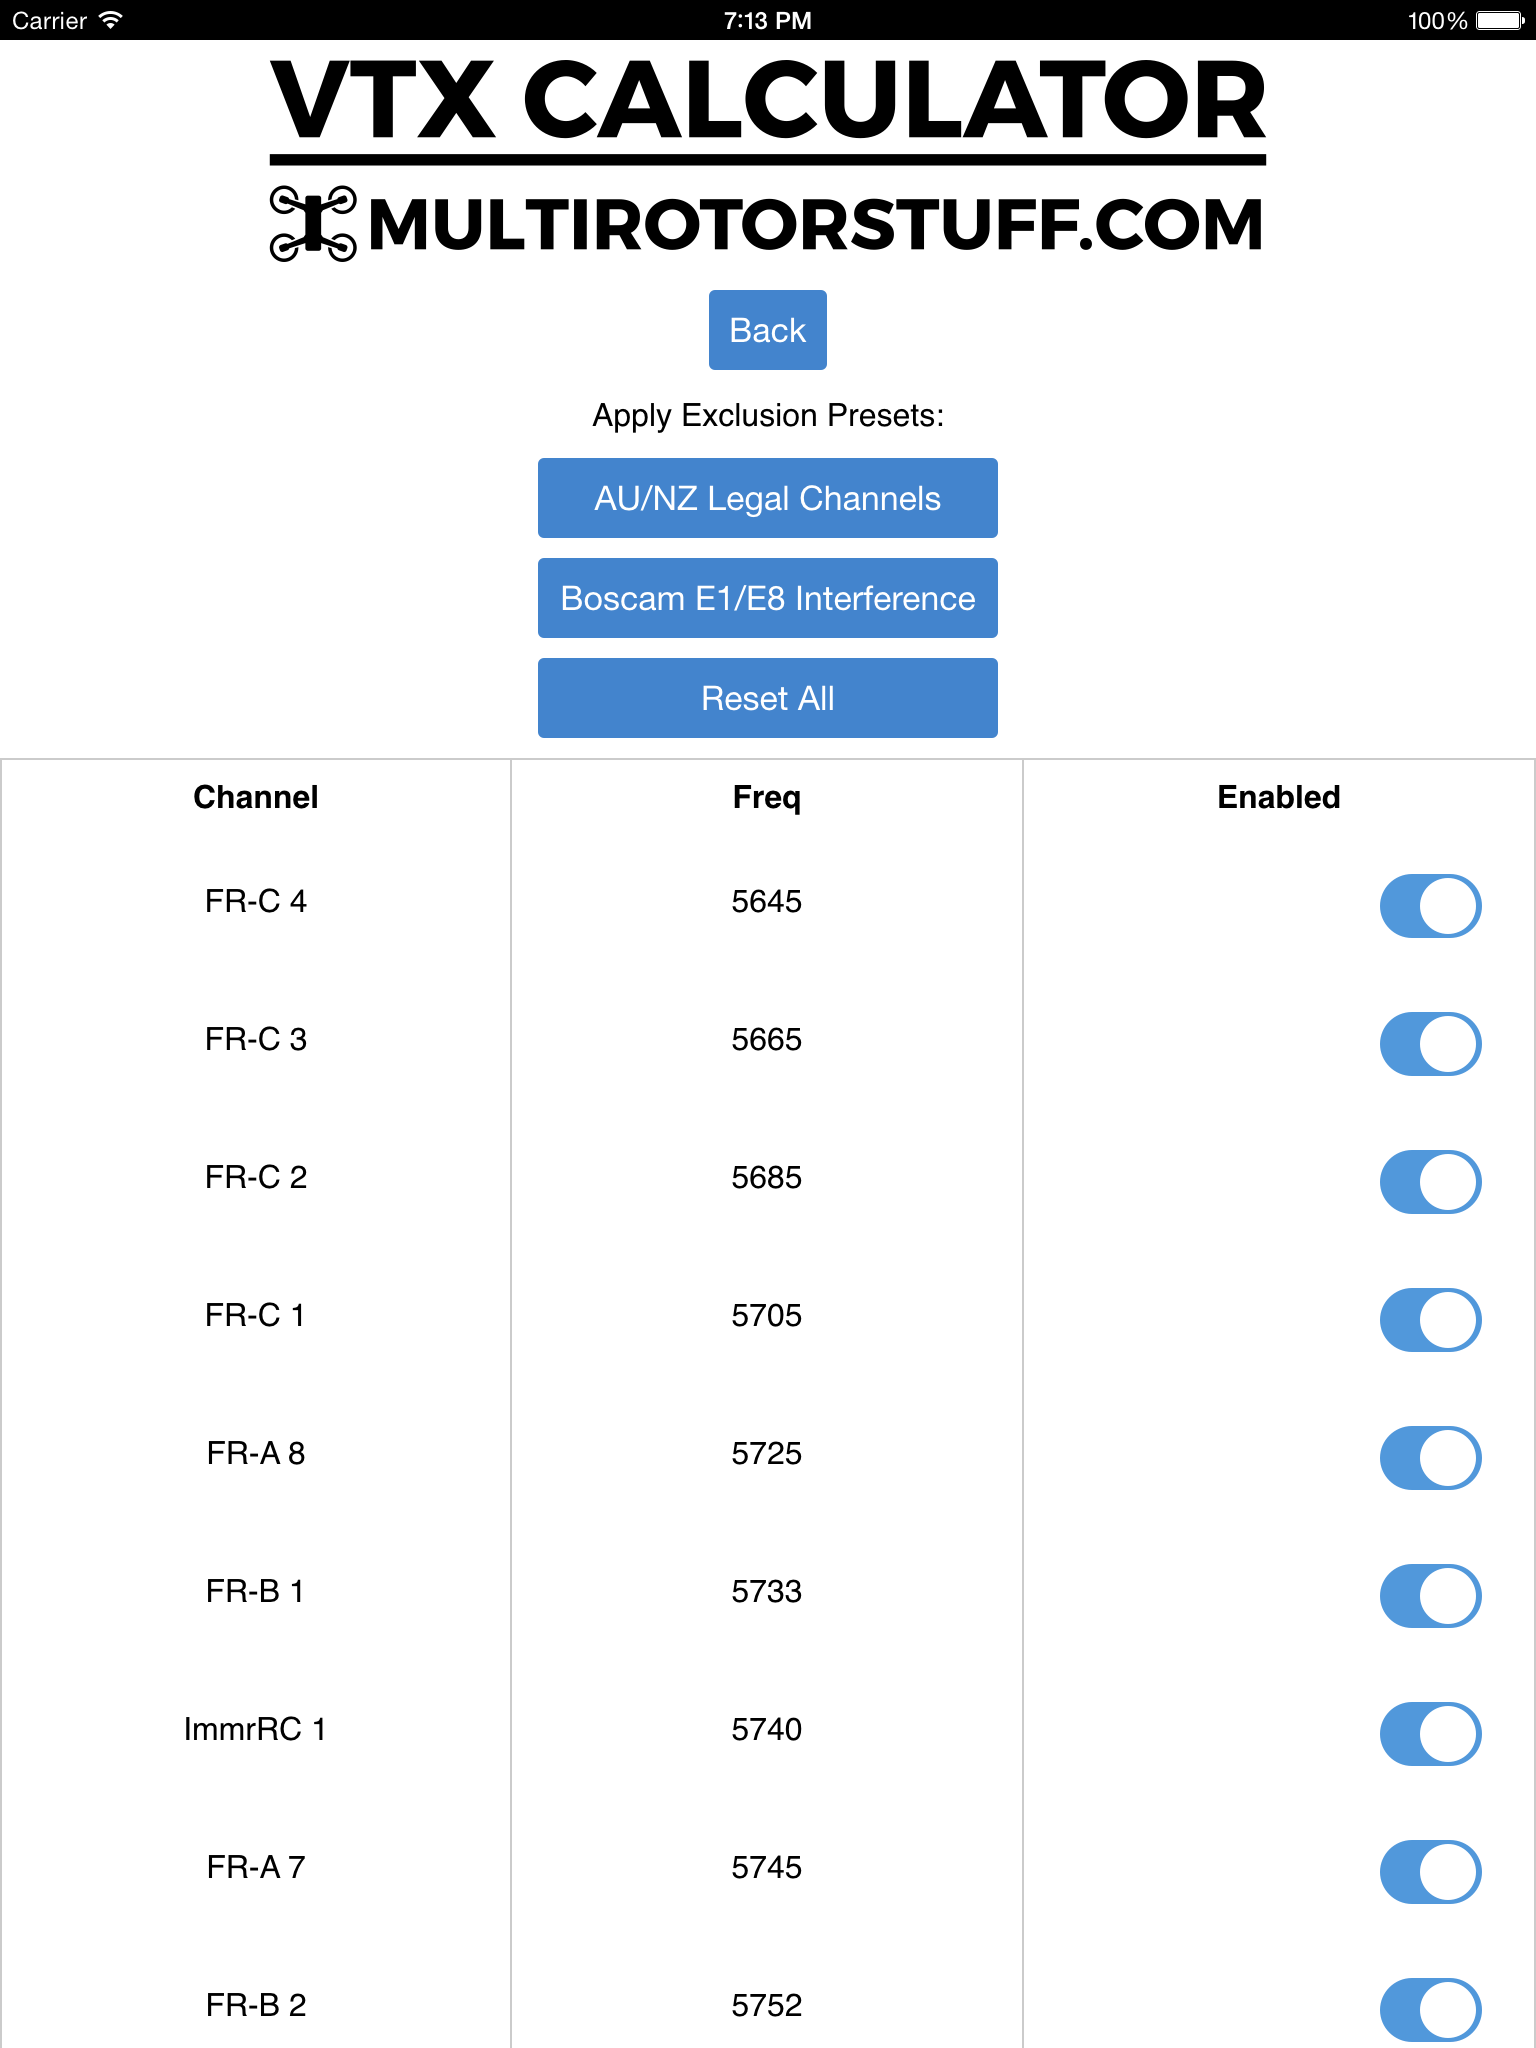 Carrier 7:13 PM 100%
VTX CALCULATOR
MULTIROTORSTUFF.COM
Back
Apply Exclusion Presets:
AU/NZ Legal Channels
Boscam E1/E8 Interference
Reset All
Channel Freq Enabled
FR-C 4 5645
FR-C 3 5665
FR-C 2 5685
FR-C 1 5705
FR-A 8 5725
FR-B 1 5733
ImmrRC 1 5740
FR-A 7 5745
FR-B 2 5752